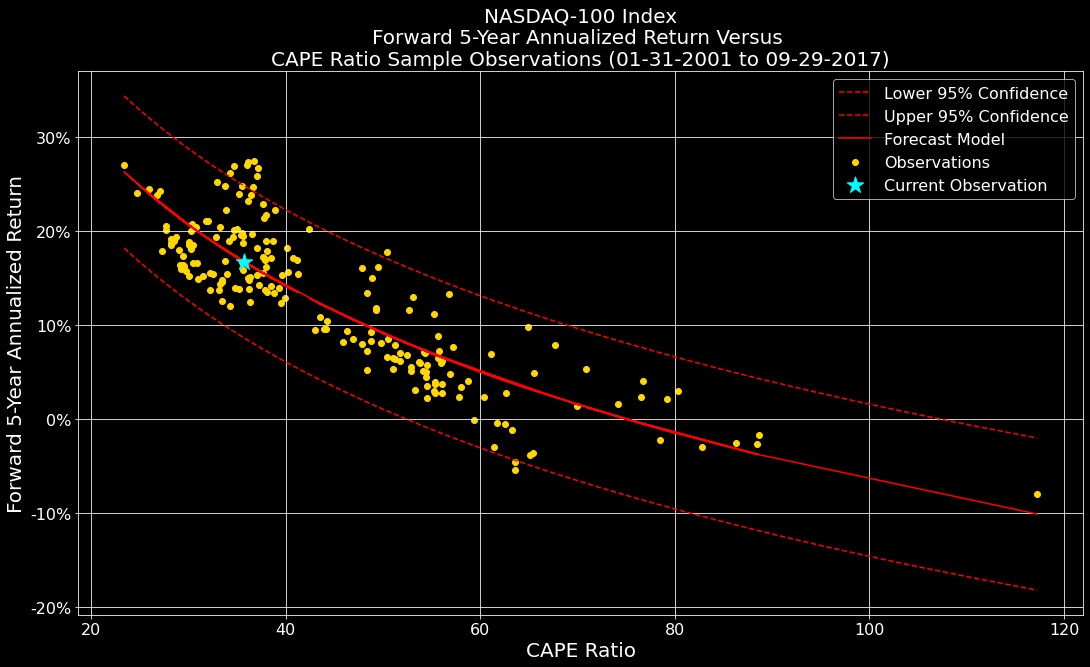 NASDAQ-100 Index
Forward 5-Year Annualized Return Versus
CAPE Ratio Sample Observations (01-31-2001 to 09-29-2017)
Lower 95% Confidence
Upper 95% Confidence
Forecast Model
Observations
Current Observation
Forward 5-Year Annualized Return
30%
20%
10%
0%
-10%
-20%
20
40
60
80
100
120
CAPE Ratio